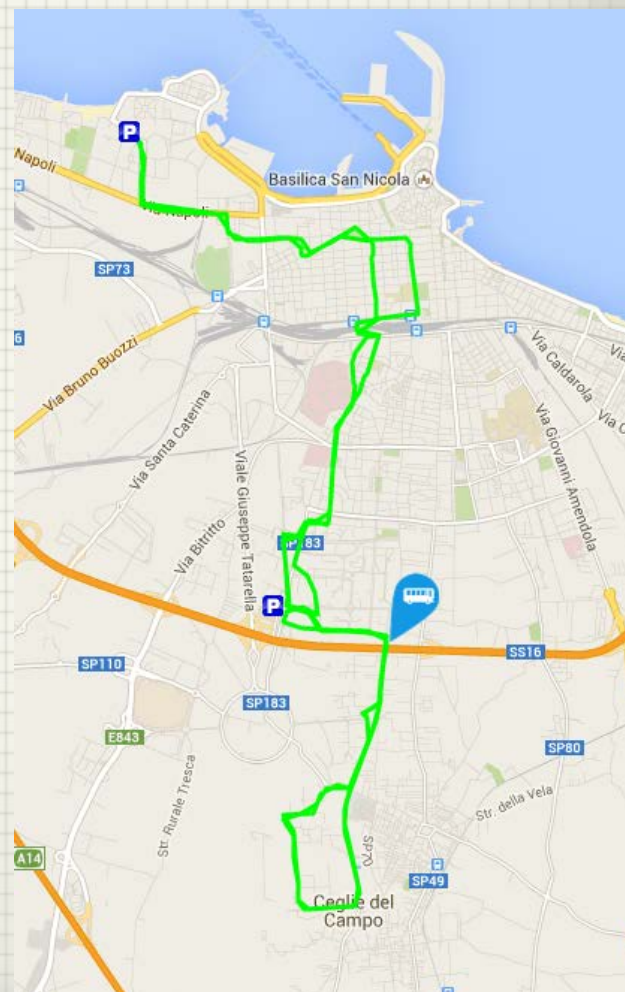 P
Napoli
Via Napoli
Basilica San Nicola
SP73
Via Bruno Buozzi
Via Santa Caterina
Viale Giuseppe Tatarella
Via Bitritto
Via Caldarola
Via Giovanni Amendola
SP183
P
SP110
SP183
SS16
E843
SP80
Str. Rurale Tresca
Str. della Vela
A14
SP70
SP49
Ceglie del
Campo